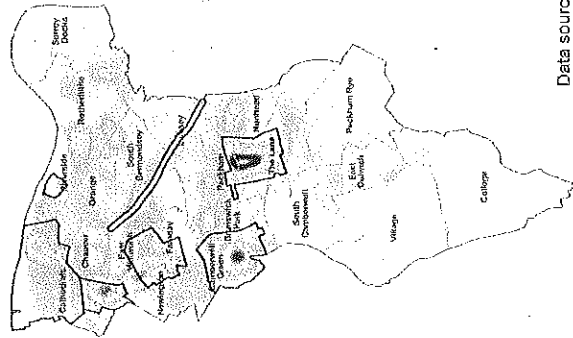 Surrey
Docks
Rotherhithe
Riverside
Grange
South
Bermondsey
Livesey
Cathedrals
Chaucer
East
Walworth
Newington
Faraday
Camberwell
Green
Brunswick
Park
Peckham
Nunhead
The Lane
South
Camberwell
Peckham Rye
East
Dulwich
Village
College
Data sourc